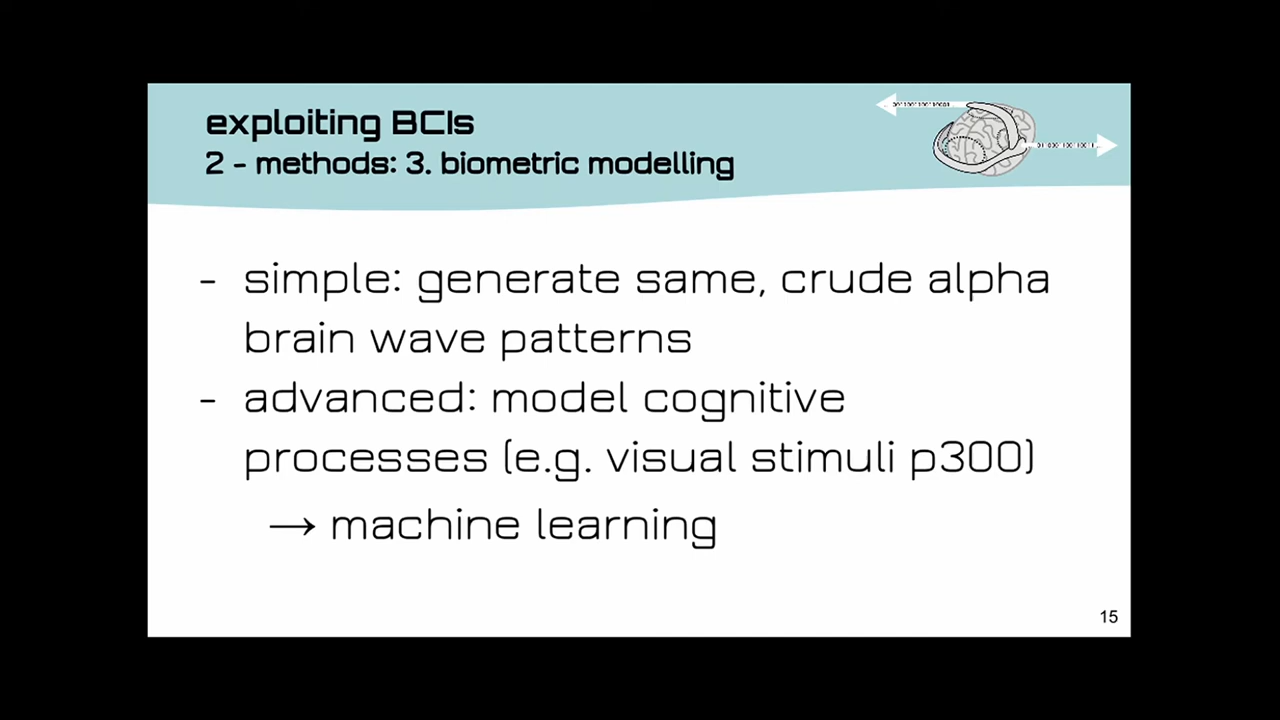 exploiting BCIs
2 - methods: 3. biometric modelling
- simple: generate same, crude alpha
brain wave patterns
- advanced: model cognitive
processes (e.g. visual stimuli p300)
→ machine learning
15